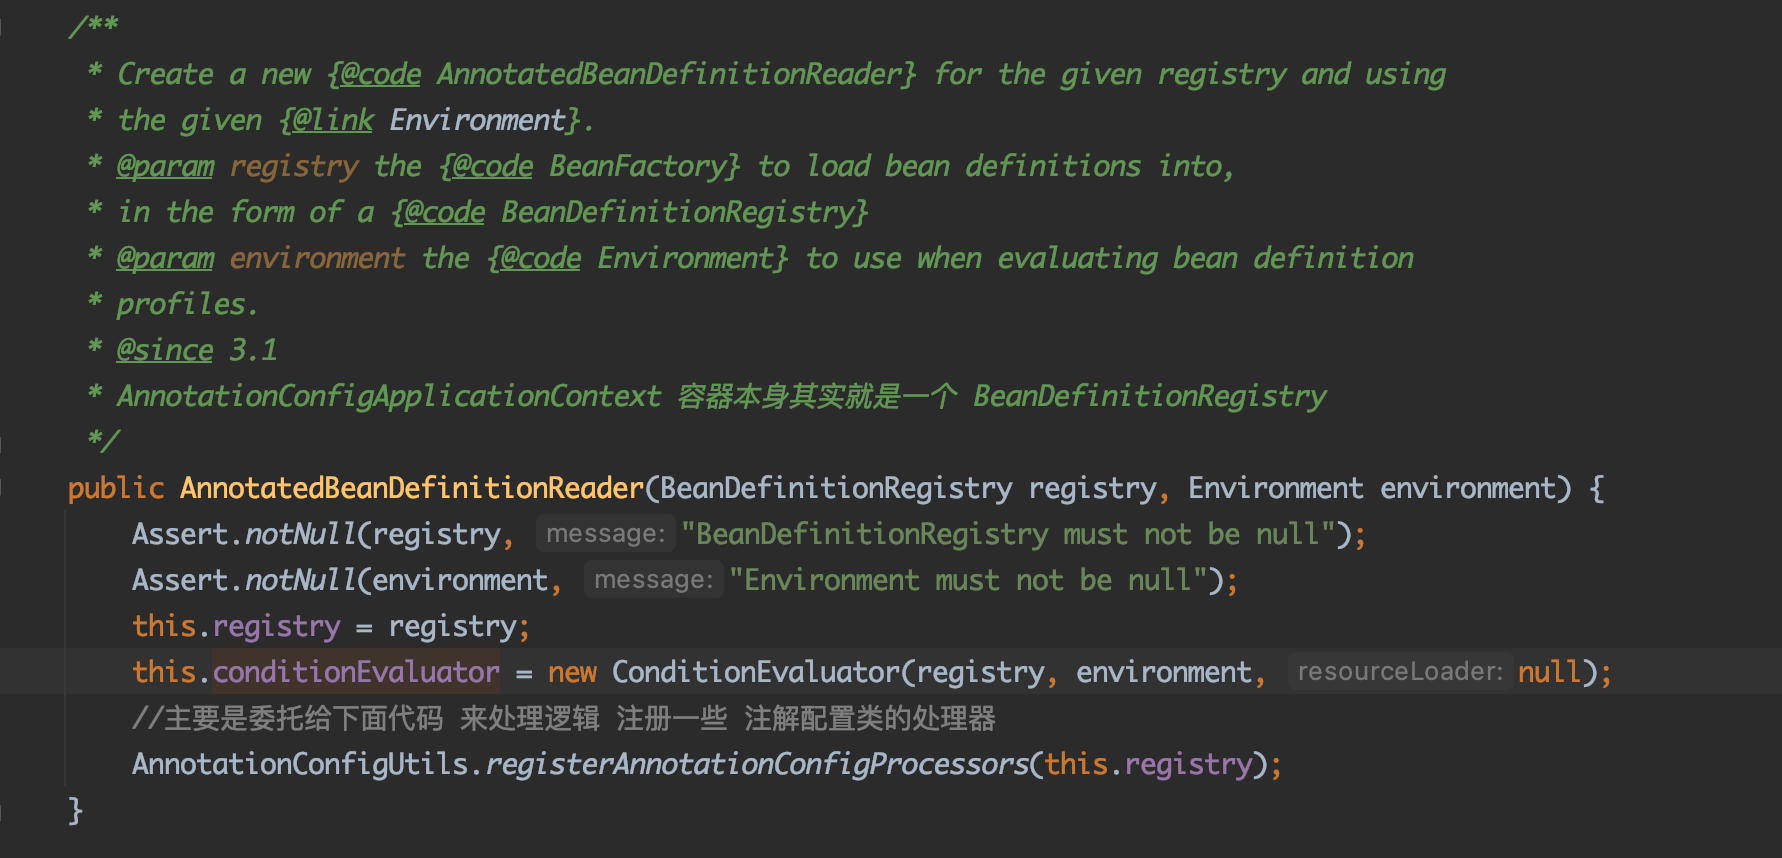 /**
* Create a new {@code AnnotatedBeanDefinitionReader} for the given registry and using
* the given {@link Environment}.
* @param registry the {@code BeanFactory} to load bean definitions into,
* in the form of a {@code BeanDefinitionRegistry}
* @param environment the {@code Environment} to use when evaluating bean definition
* profiles.
* @since 3.1
* AnnotationConfigApplicationContext 容器本身其实就是一个 BeanDefinitionRegistry
*/
public AnnotatedBeanDefinitionReader(BeanDefinitionRegistry registry, Environment environment) {
Assert.notNull(registry, message: "BeanDefinitionRegistry must not be null");
Assert.notNull(environment, message: "Environment must not be null");
this.registry = registry;
this.conditionEvaluator = new ConditionEvaluator(registry, environment, resourceLoader: null);
//主要是委托给下面代码 来处理逻辑 注册一些 注解配置类的处理器
AnnotationConfigUtils.registerAnnotationConfigProcessors(this.registry);
}